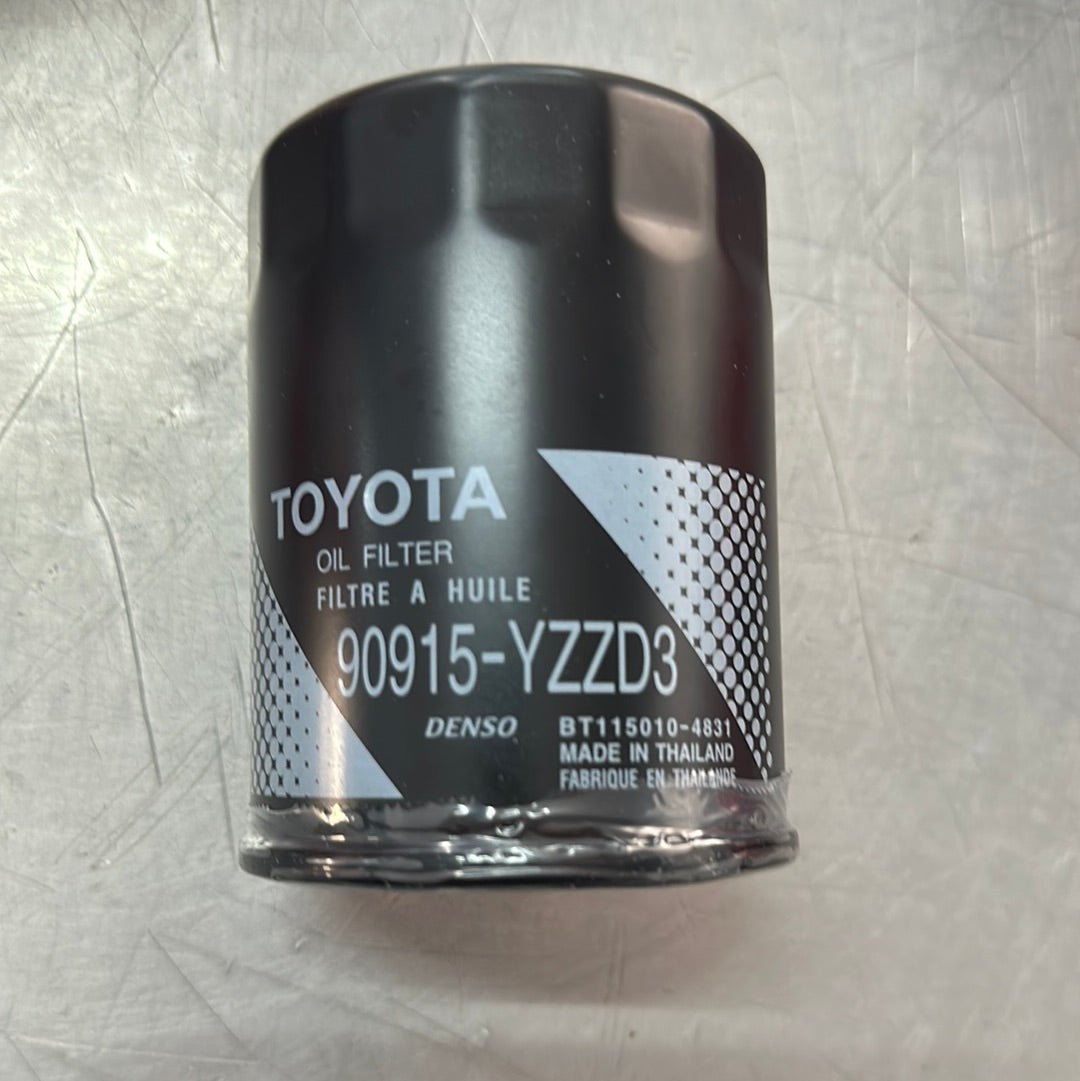 TOYOTA
OIL FILTER
FILTRE A HUILE
90915-YZZD3
DENSO BT115010-4831
MADE IN THAILAND
FABRIQUE EN THAILANDE